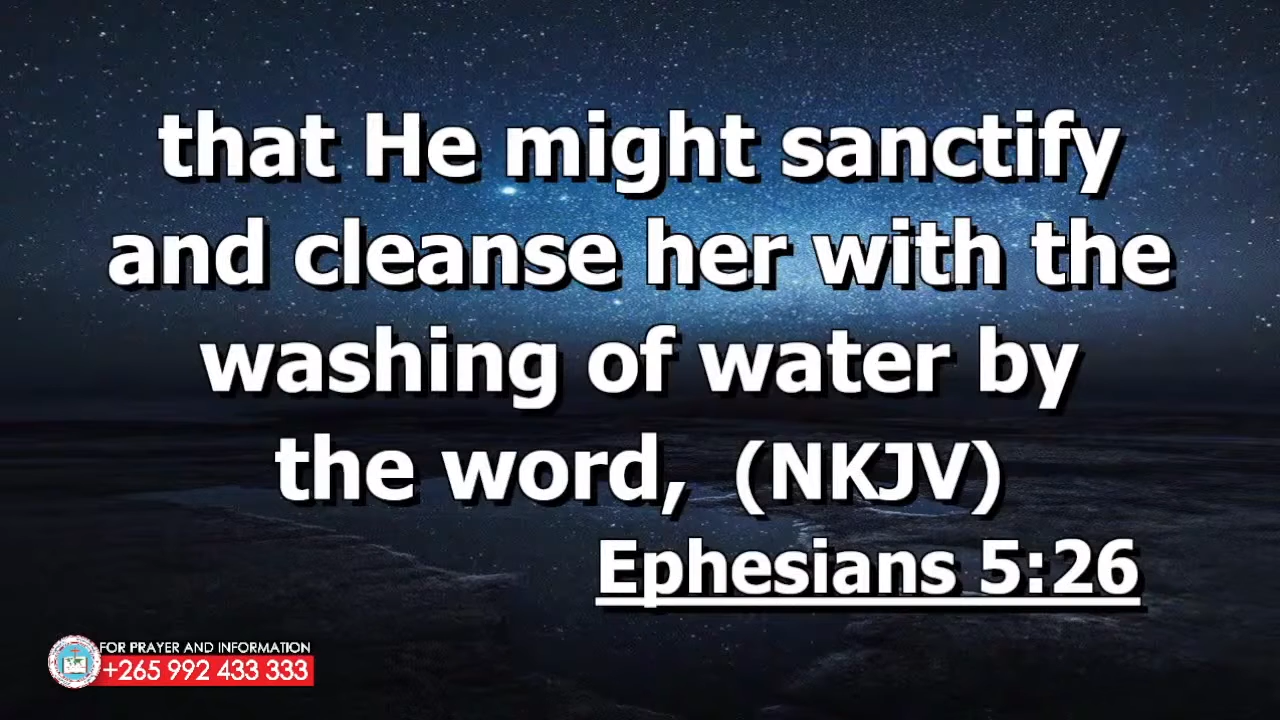 that He might sanctify
and cleanse her with the
washing of water by
the word, (NKJV)
Ephesians 5:26
FOR PRAYER AND INFORMATION
+265 992 433 333